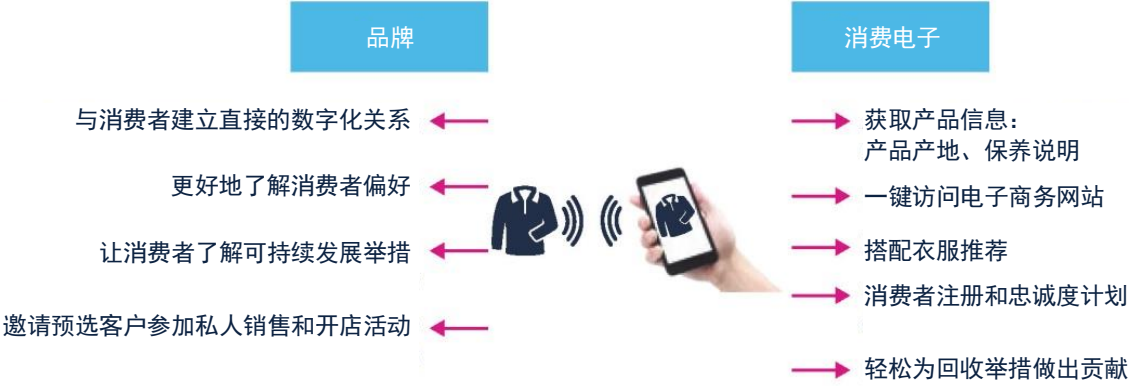 品牌
与消费者建立直接的数字化关系
更好地了解消费者偏好
让消费者了解可持续发展举措
邀请预选客户参加私人销售和开店活动
消费电子
获取产品信息：
产品产地、保养说明
一键访问电子商务网站
搭配衣服推荐
消费者注册和忠诚度计划
轻松为回收举措做出贡献